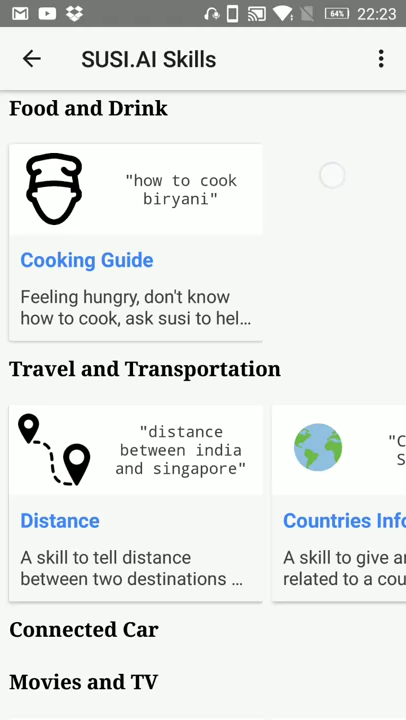 64% 22:23
SUSI.AI Skills
Food and Drink
"how to cook
biryani"
Cooking Guide
Feeling hungry, don't know
how to cook, ask susi to hel...
Travel and Transportation
"distance
between india
and singapore"
Distance
A skill to tell distance
between two destinations ...
"C
S
Countries Info
A skill to give a
related to a cou
Connected Car
Movies and TV